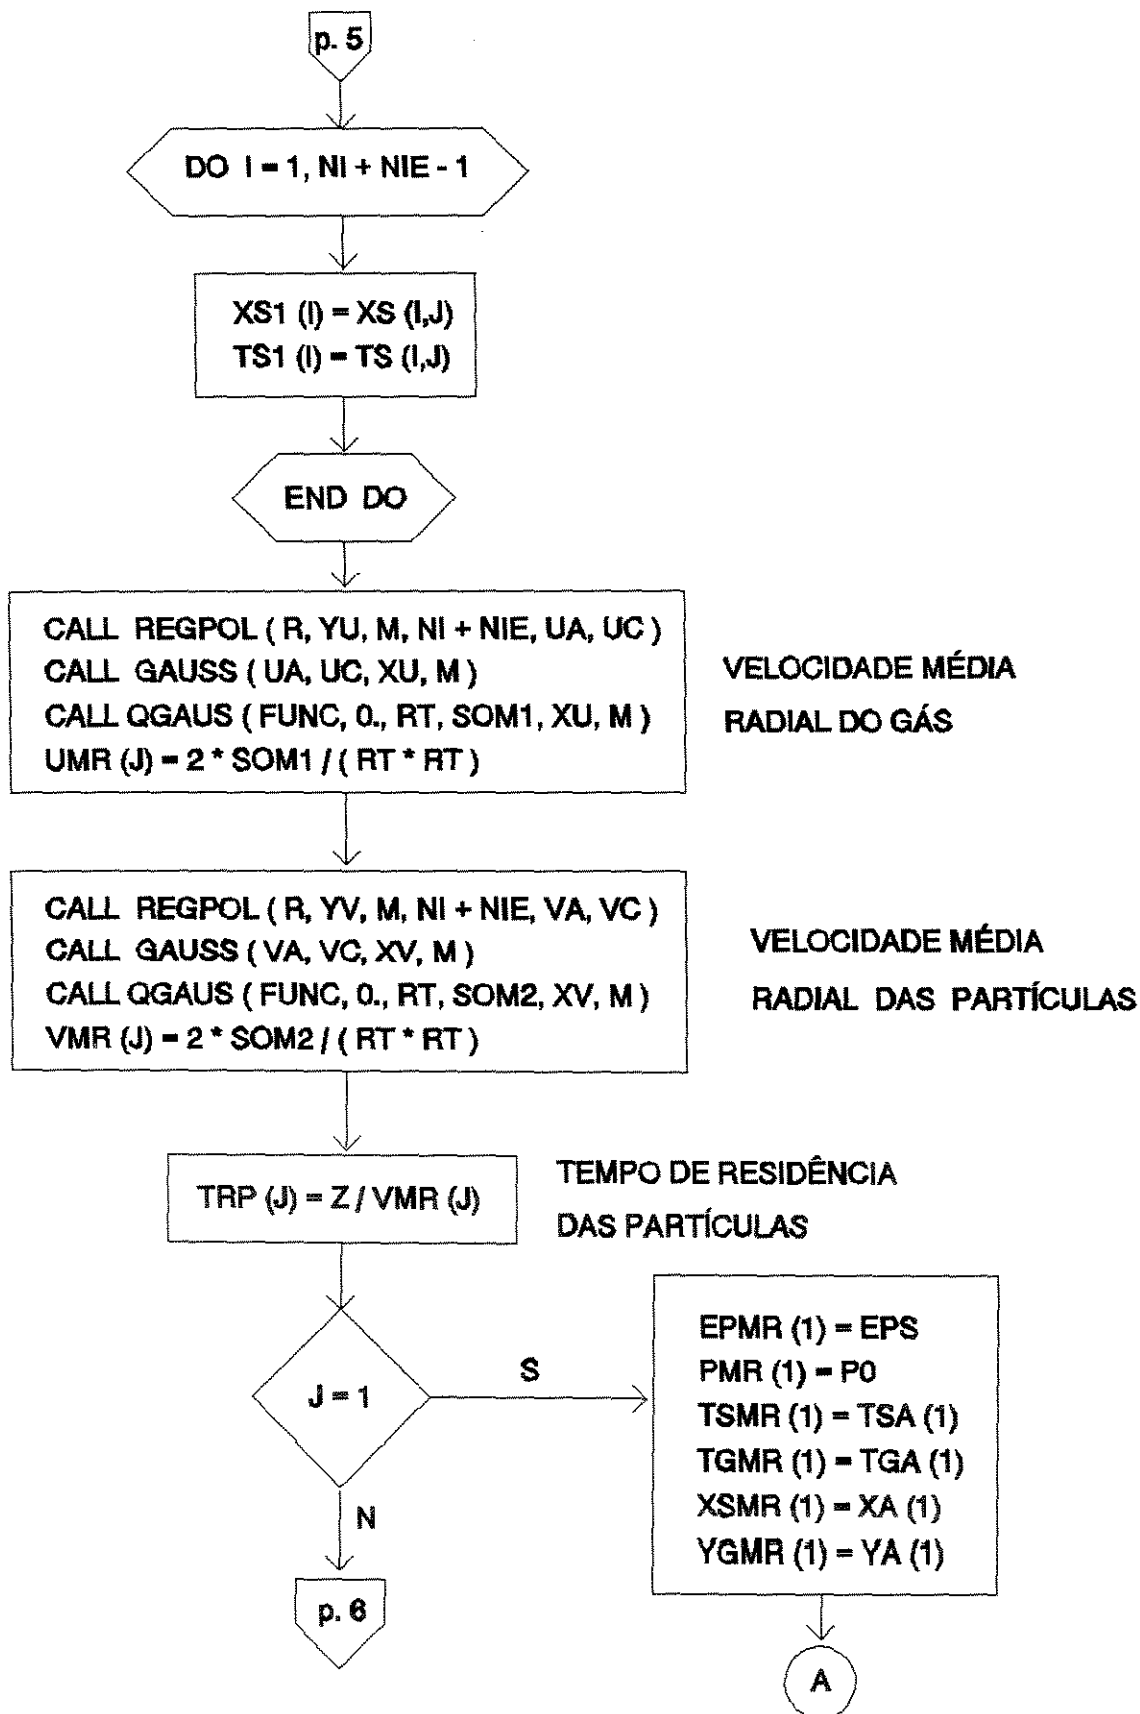 p. 5
DO I = 1, NI + NIE - 1
XS1 (I) = XS (I,J)
TS1 (I) = TS (I,J)
END DO
CALL REGPOL ( R, YU, M, NI + NIE, UA, UC )
CALL GAUSS ( UA, UC, XU, M )
CALL QGAUS ( FUNC, 0., RT, SOM1, XU, M )
UMR (J) = 2 * SOM1 / ( RT * RT )
VELOCIDADE MÉDIA
RADIAL DO GÁS
CALL REGPOL ( R, YV, M, NI + NIE, VA, VC )
CALL GAUSS ( VA, VC, XV, M )
CALL QGAUS ( FUNC, 0., RT, SOM2, XV, M )
VMR (J) = 2 * SOM2 / ( RT * RT )
VELOCIDADE MÉDIA
RADIAL DAS PARTÍCULAS
TRP (J) = Z / VMR (J)
TEMPO DE RESIDÊNCIA
DAS PARTÍCULAS
J = 1
S
EPMR (1) = EPS
PMR (1) = P0
TSMR (1) = TSA (1)
TGMR (1) = TGA (1)
XSMR (1) = XA (1)
YGMR (1) = YA (1)
N
p. 6
A